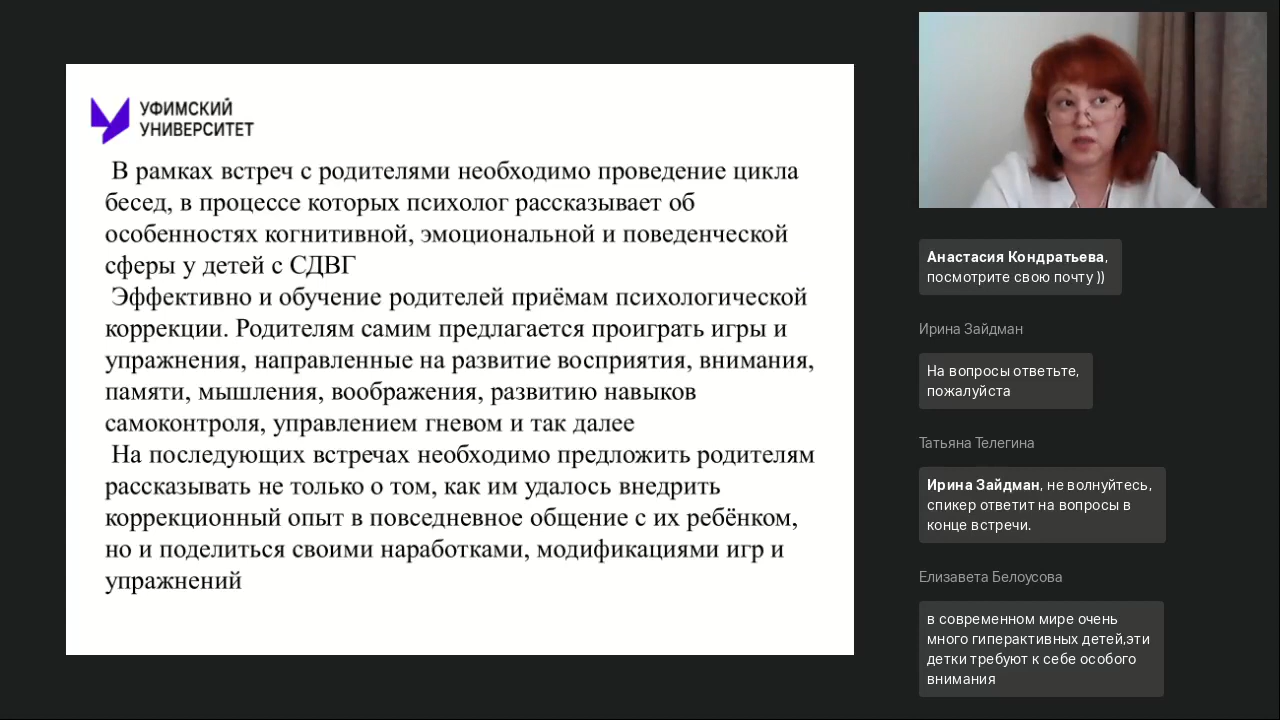 УФИМСКИЙ
УНИВЕРСИТЕТ
В рамках встреч с родителями необходимо проведение цикла
бесед, в процессе которых психолог рассказывает об
особенностях когнитивной, эмоциональной и поведенческой
сферы у детей с СДВГ
Эффективно и обучение родителей приёмам психологической
коррекции. Родителям самим предлагается проиграть игры и
упражнения, направленные на развитие восприятия, внимания,
памяти, мышления, воображения, развитию навыков
самоконтроля, управлением гневом и так далее
На последующих встречах необходимо предложить родителям
рассказывать не только о том, как им удалось внедрить
коррекционный опыт в повседневное общение с их ребёнком,
но и поделиться своими наработками, модификациями игр и
упражнений
Анастасия Кондратьева,
посмотрите свою почту ))
Ирина Зайдман
На вопросы ответьте,
пожалуйста
Татьяна Телегина
Ирина Зайдман, не волнуйтесь,
спикер ответит на вопросы в
конце встречи.
Елизавета Белоусова
в современном мире очень
много гиперактивных детей,эти
детки требуют к себе особого
внимания